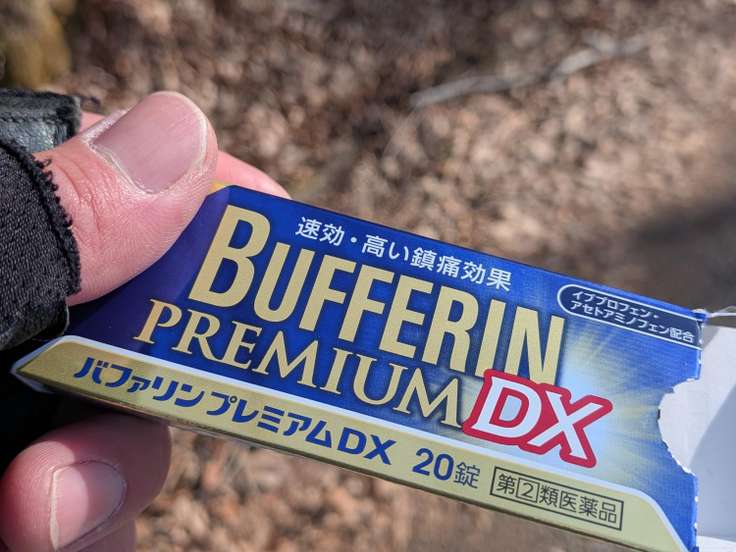 速効・高い鎮痛効果
BUFFERIN
PREMIUM DX
イブプロフェン・
アセトアミノフェン配合
バファリンプレミアムDX 20錠
第②類医薬品